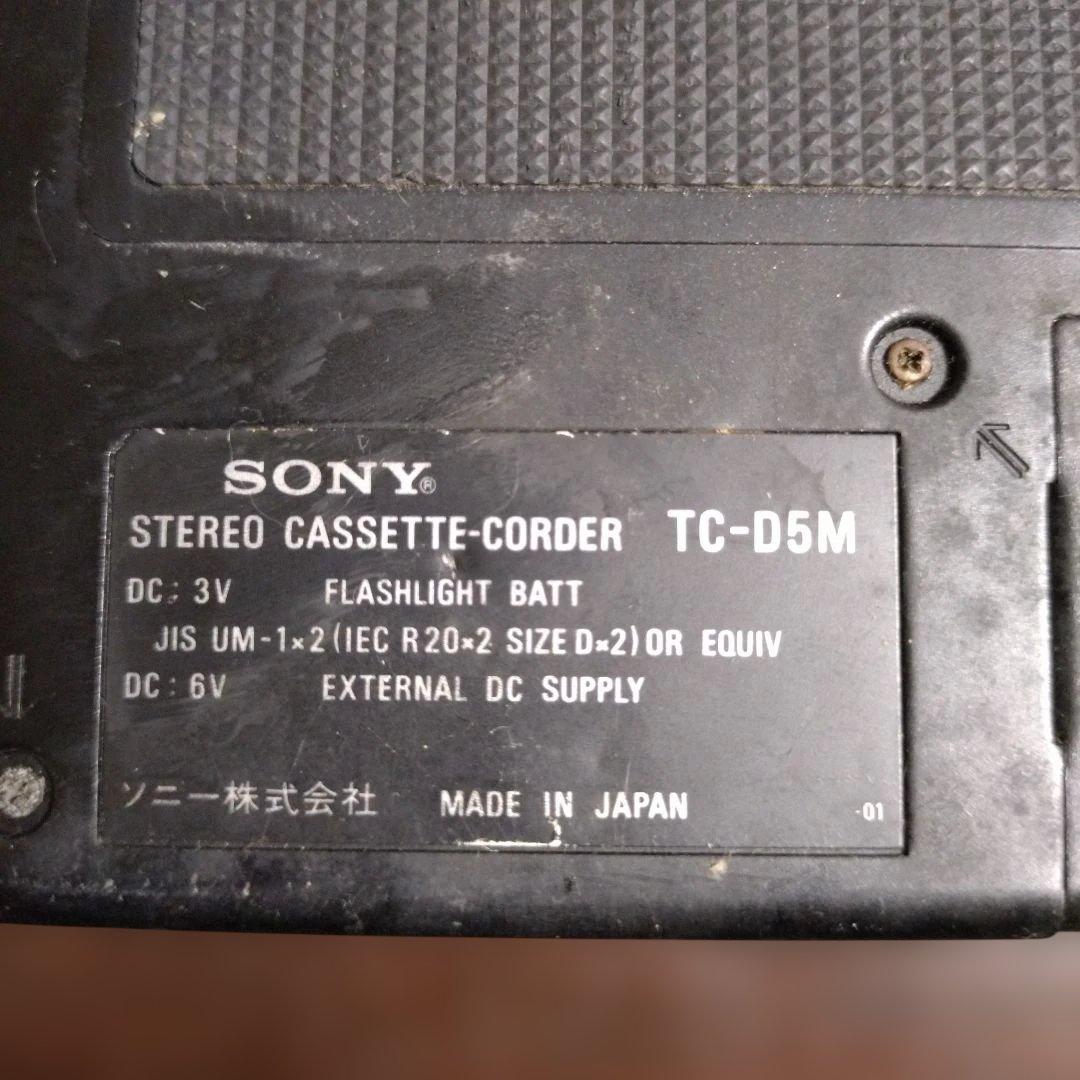 SONY®
STEREO CASSETTE-CORDER TC-D5M
DC: 3V FLASHLIGHT BATT
JIS UM-1×2 (IEC R20×2 SIZE D×2) OR EQUIV
DC: 6V EXTERNAL DC SUPPLY
ソニー株式会社 MADE IN JAPAN -01